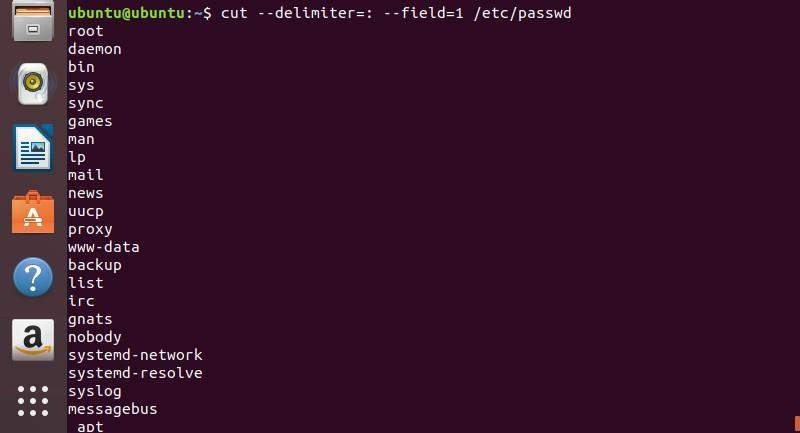 ubuntu@ubuntu:~$ cut --delimiter=: --field=1 /etc/passwd
root
daemon
bin
sys
sync
games
man
lp
mail
news
uucp
proxy
www-data
backup
list
irc
gnats
nobody
systemd-network
systemd-resolve
syslog
messagebus
_apt